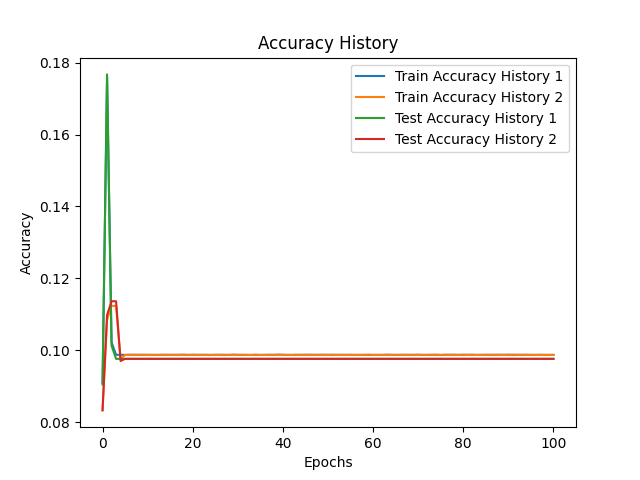 Accuracy History
0.18
0.16
0.14
0.12
0.10
0.08
Accuracy
Train Accuracy History 1
Train Accuracy History 2
Test Accuracy History 1
Test Accuracy History 2
0 20 40 60 80 100
Epochs